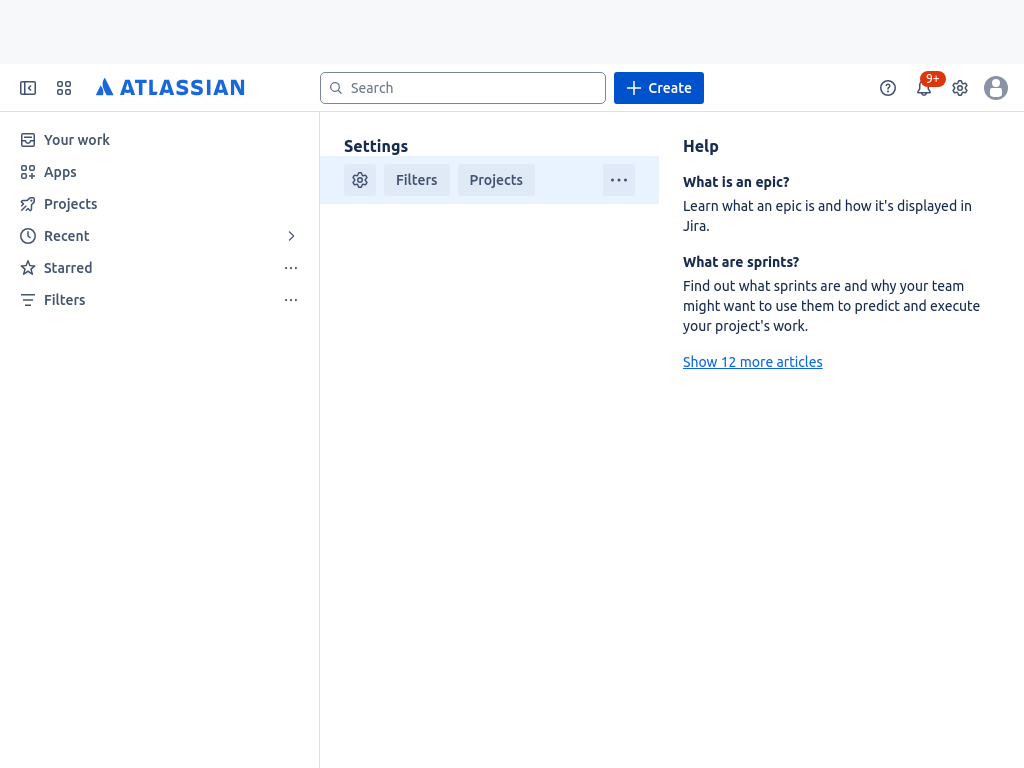 ATLASSIAN
Search
Create
9+
Your work
Apps
Projects
Recent
Starred
Filters
Settings
Filters
Projects
Help
What is an epic?
Learn what an epic is and how it's displayed in
Jira.
What are sprints?
Find out what sprints are and why your team
might want to use them to predict and execute
your project's work.
Show 12 more articles